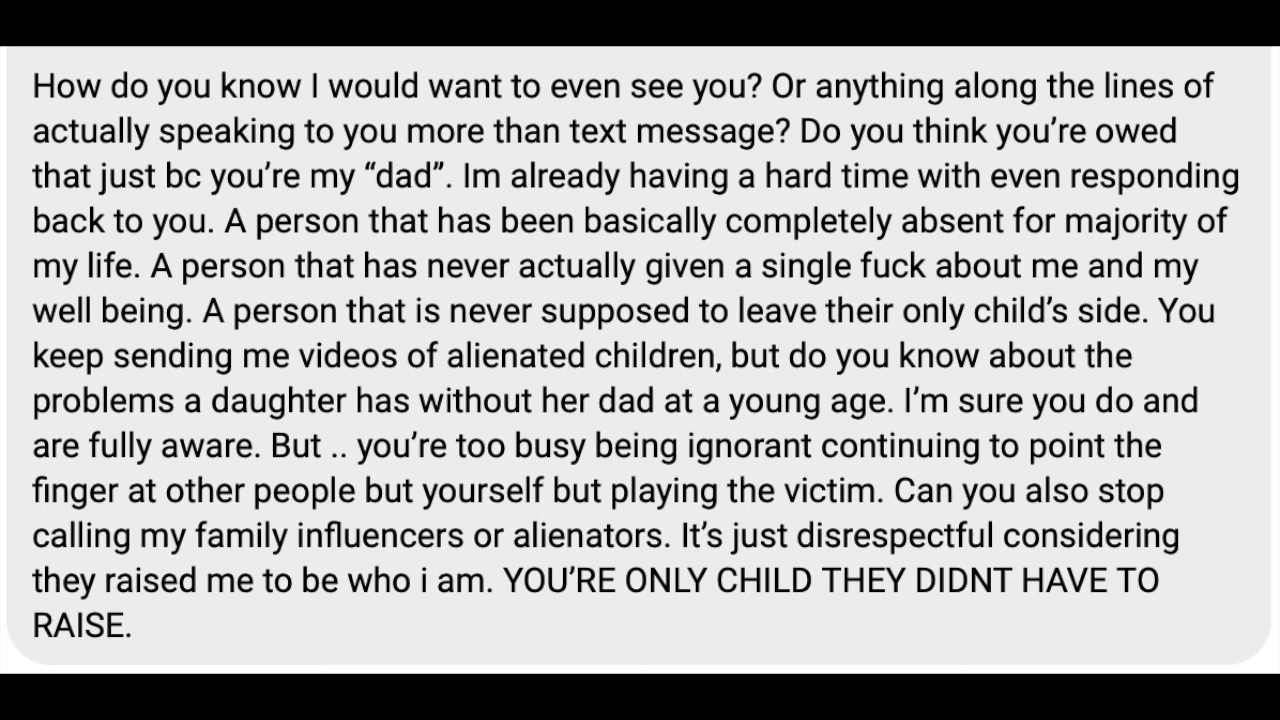 How do you know I would want to even see you? Or anything along the lines of
actually speaking to you more than text message? Do you think you’re owed
that just bc you’re my “dad”. Im already having a hard time with even responding
back to you. A person that has been basically completely absent for majority of
my life. A person that has never actually given a single fuck about me and my
well being. A person that is never supposed to leave their only child’s side. You
keep sending me videos of alienated children, but do you know about the
problems a daughter has without her dad at a young age. I’m sure you do and
are fully aware. But .. you’re too busy being ignorant continuing to point the
finger at other people but yourself but playing the victim. Can you also stop
calling my family influencers or alienators. It’s just disrespectful considering
they raised me to be who i am. YOU’RE ONLY CHILD THEY DIDNT HAVE TO
RAISE.